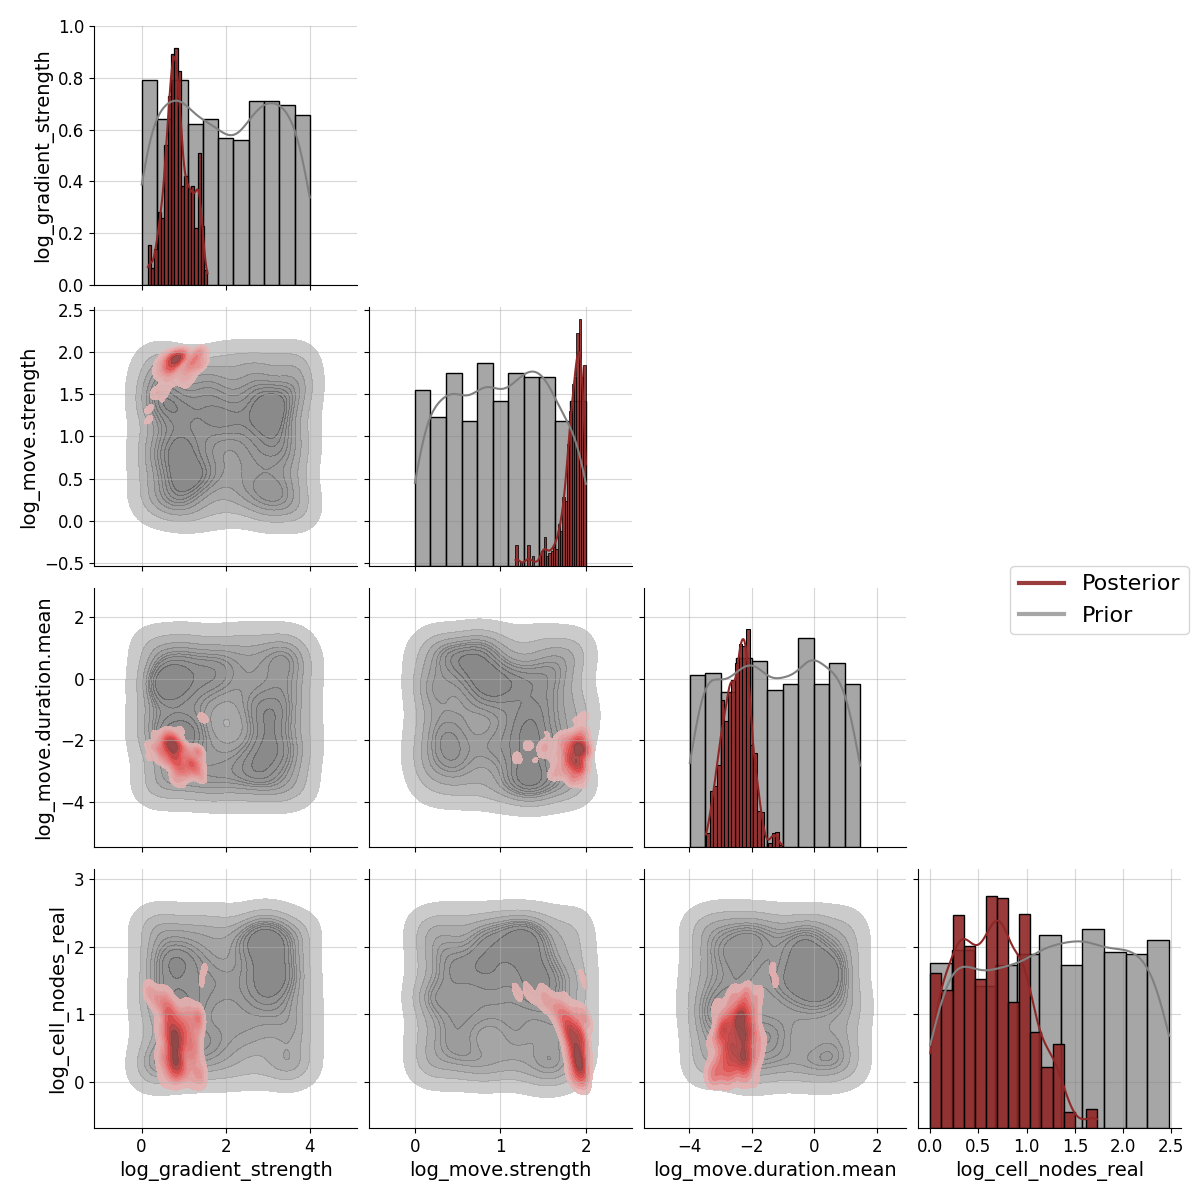 1.0
0.8
0.6
0.4
0.2
0.0
log_gradient_strength
2.5
2.0
1.5
1.0
0.5
0.0
−0.5
log_move.strength
2
0
−2
−4
log_move.duration.mean
Posterior
Prior
3
2
1
0
log_cell_nodes_real
0 2 4
0 1 2
−4 −2 0 2
0.0 0.5 1.0 1.5 2.0 2.5
log_gradient_strength
log_move.strength
log_move.duration.mean
log_cell_nodes_real